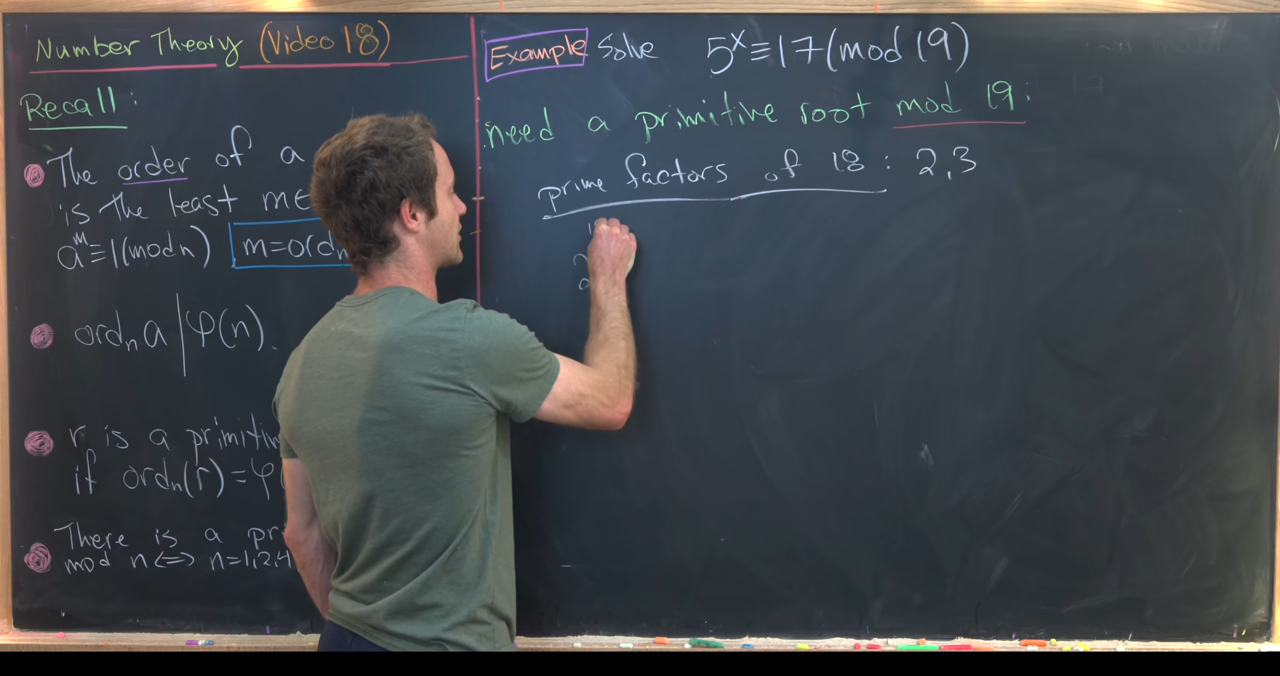 Number Theory (Video 18)
Recall:
The order of a
is the least m∈
a^m≡1(mod n) m=ord_n
ord_n a | φ(n).
r is a primitiv
if ord_n(r)=φ(
There is a pr
mod n <=> n=1,2,4
Example Solve 5^x≡17(mod 19)
need a primitive root mod 19:
prime factors of 18: 2,3